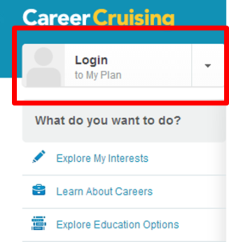 Career Cruising
Login
to My Plan
What do you want to do?
Explore My Interests
Learn About Careers
Explore Education Options